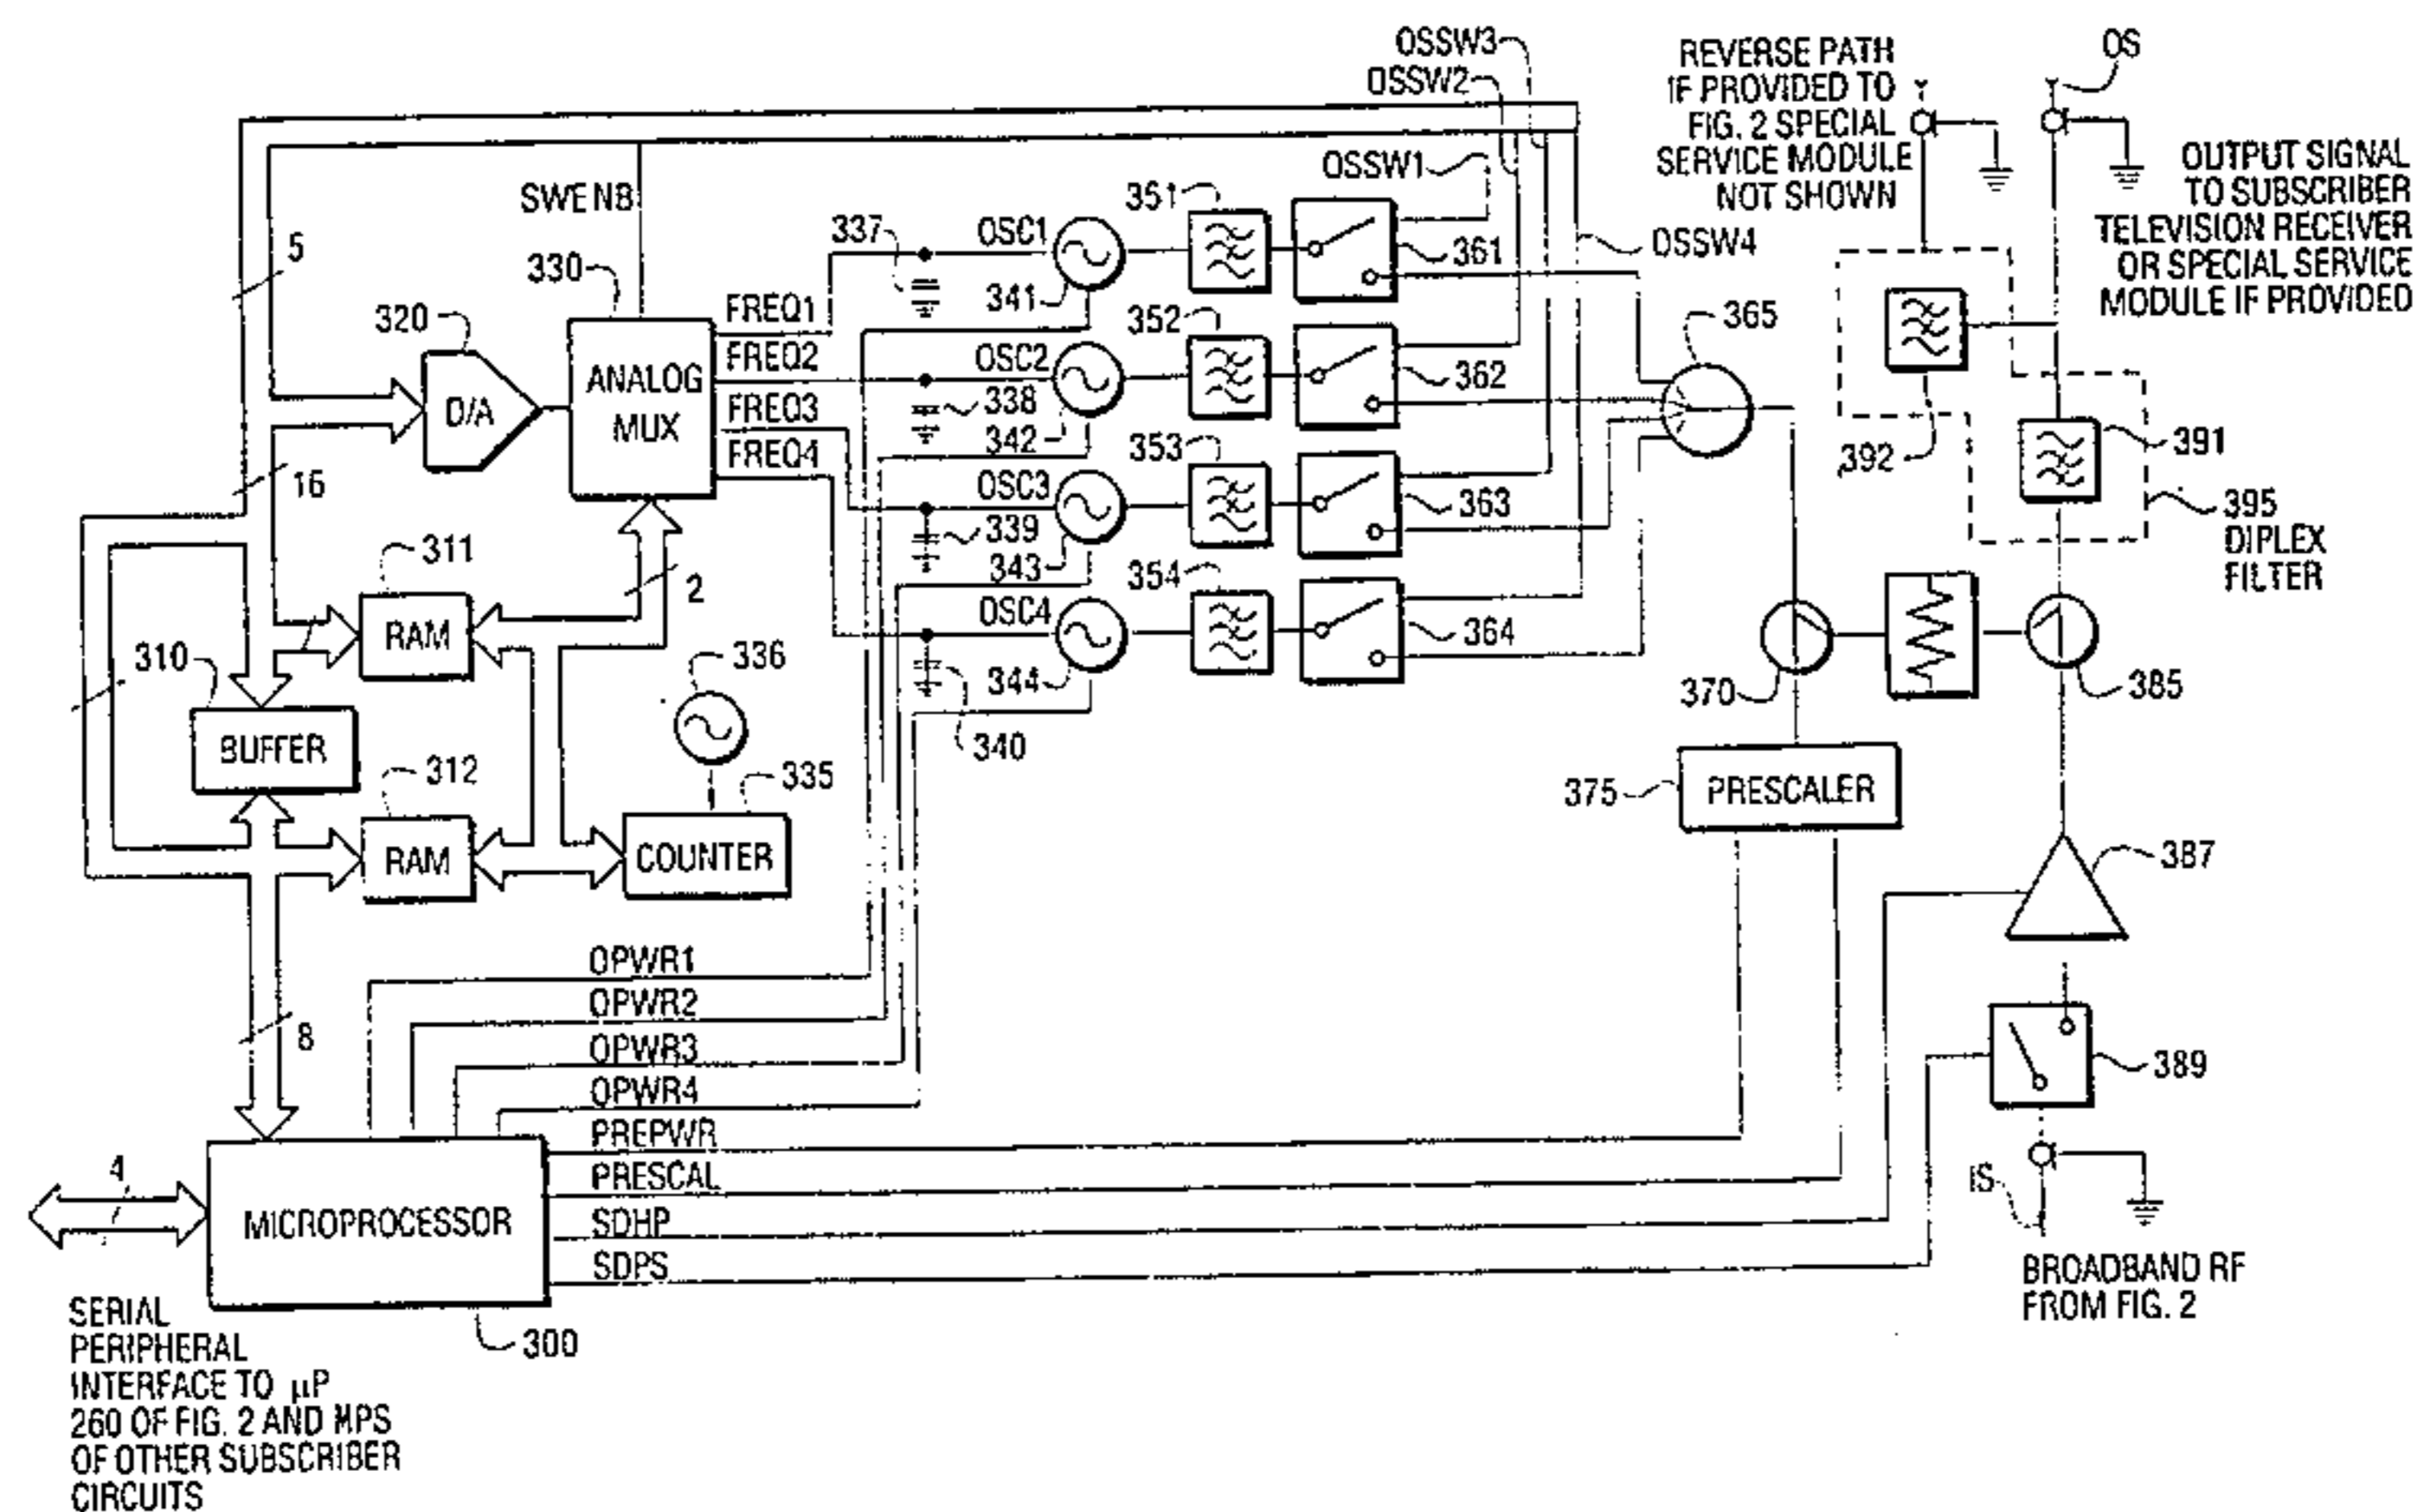 OSSW3
OSSW2
REVERSE PATH
IF PROVIDED TO
FIG. 2 SPECIAL
SERVICE MODULE
NOT SHOWN
OS
OUTPUT SIGNAL
TO SUBSCRIBER
TELEVISION RECEIVER
OR SPECIAL SERVICE
MODULE IF PROVIDED
OSSW1
OSSW4
SWENB
5
330
337
OSC1
341
351
361
320
D/A
ANALOG
MUX
FREQ1
FREQ2
FREQ3
FREQ4
338
OSC2
342
352
362
365
392
391
395
DIPLEX
FILTER
16
339
OSC3
343
353
363
311
RAM
2
OSC4
344
354
364
340
370
385
310
BUFFER
336
312
RAM
335
COUNTER
375
PRESCALER
387
8
OPWR1
OPWR2
OPWR3
OPWR4
PREPWR
PRESCAL
SDHP
SDPS
389
IS
BROADBAND RF
FROM FIG. 2
4
MICROPROCESSOR
300
SERIAL
PERIPHERAL
INTERFACE TO µP
260 OF FIG. 2 AND MPS
OF OTHER SUBSCRIBER
CIRCUITS